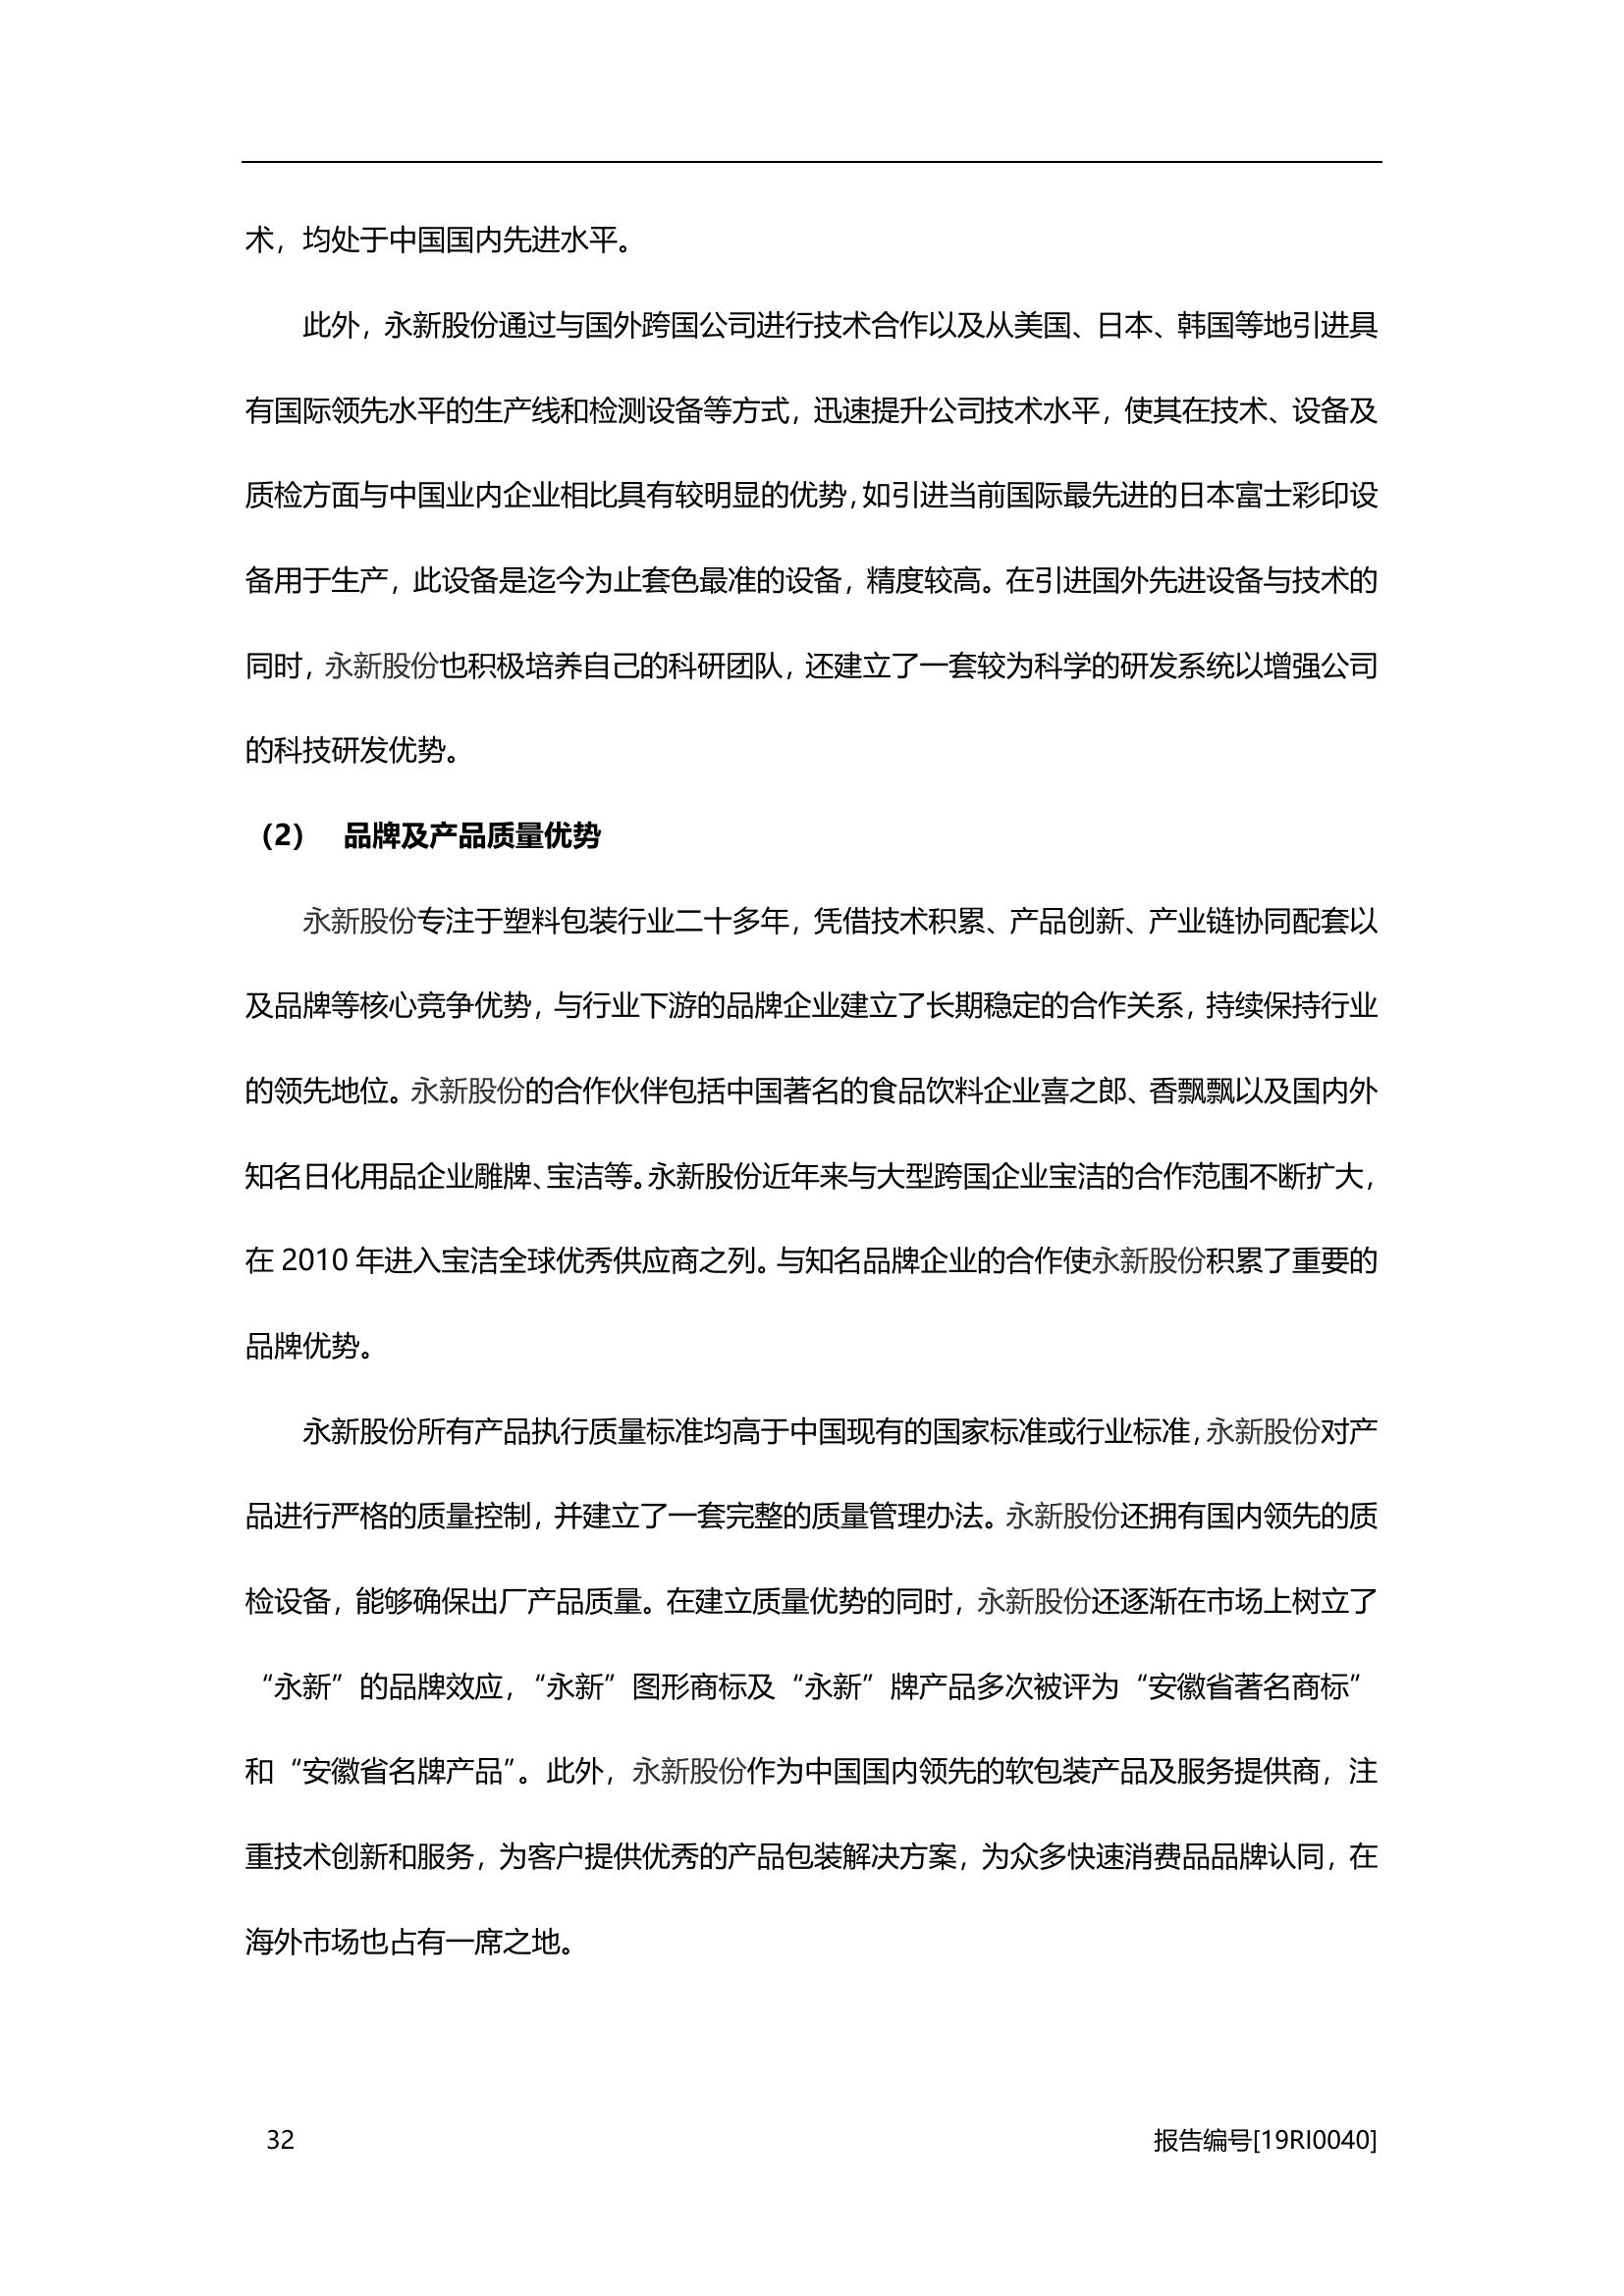 术，均处于中国国内先进水平。
此外，永新股份通过与国外跨国公司进行技术合作以及从美国、日本、韩国等地引进具
有国际领先水平的生产线和检测设备等方式，迅速提升公司技术水平，使其在技术、设备及
质检方面与中国业内企业相比具有较明显的优势，如引进当前国际最先进的日本富士彩印设
备用于生产，此设备是迄今为止套色最准的设备，精度较高。在引进国外先进设备与技术的
同时，永新股份也积极培养自己的科研团队，还建立了一套较为科学的研发系统以增强公司
的科技研发优势。
（2） 品牌及产品质量优势
永新股份专注于塑料包装行业二十多年，凭借技术积累、产品创新、产业链协同配套以
及品牌等核心竞争优势，与行业下游的品牌企业建立了长期稳定的合作关系，持续保持行业
的领先地位。永新股份的合作伙伴包括中国著名的食品饮料企业喜之郎、香飘飘以及国内外
知名日化用品企业雕牌、宝洁等。永新股份近年来与大型跨国企业宝洁的合作范围不断扩大，
在 2010 年进入宝洁全球优秀供应商之列。与知名品牌企业的合作使永新股份积累了重要的
品牌优势。
永新股份所有产品执行质量标准均高于中国现有的国家标准或行业标准，永新股份对产
品进行严格的质量控制，并建立了一套完整的质量管理办法。永新股份还拥有国内领先的质
检设备，能够确保出厂产品质量。在建立质量优势的同时，永新股份还逐渐在市场上树立了
“永新”的品牌效应，“永新”图形商标及“永新”牌产品多次被评为“安徽省著名商标”
和“安徽省名牌产品”。此外，永新股份作为中国国内领先的软包装产品及服务提供商，注
重技术创新和服务，为客户提供优秀的产品包装解决方案，为众多快速消费品品牌认同，在
海外市场也占有一席之地。
32 报告编号[19RI0040]